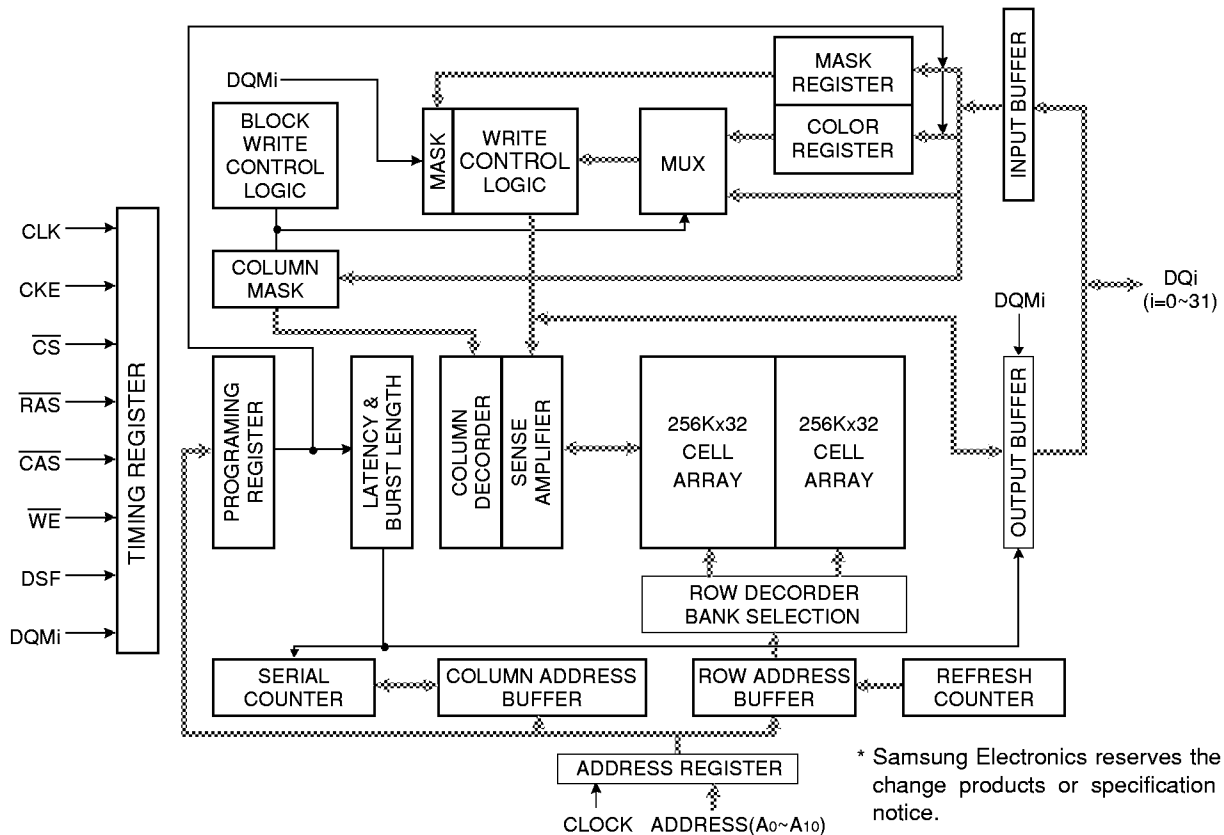 DQMi
BLOCK
WRITE
CONTROL
LOGIC
MASK
WRITE
CONTROL
LOGIC
MUX
MASK
REGISTER
COLOR
REGISTER
INPUT BUFFER
COLUMN
MASK
DQi
(i=0~31)
DQMi
CLK
CKE
CS
RAS
CAS
WE
DSF
DQMi
TIMING REGISTER
PROGRAMING
REGISTER
LATENCY &
BURST LENGTH
COLUMN
DECORDER
SENSE
AMPLIFIER
256Kx32
CELL
ARRAY
256Kx32
CELL
ARRAY
OUTPUT BUFFER
ROW DECORDER
BANK SELECTION
SERIAL
COUNTER
COLUMN ADDRESS
BUFFER
ROW ADDRESS
BUFFER
REFRESH
COUNTER
ADDRESS REGISTER
CLOCK
ADDRESS(A0~A10)
* Samsung Electronics reserves the
change products or specification
notice.